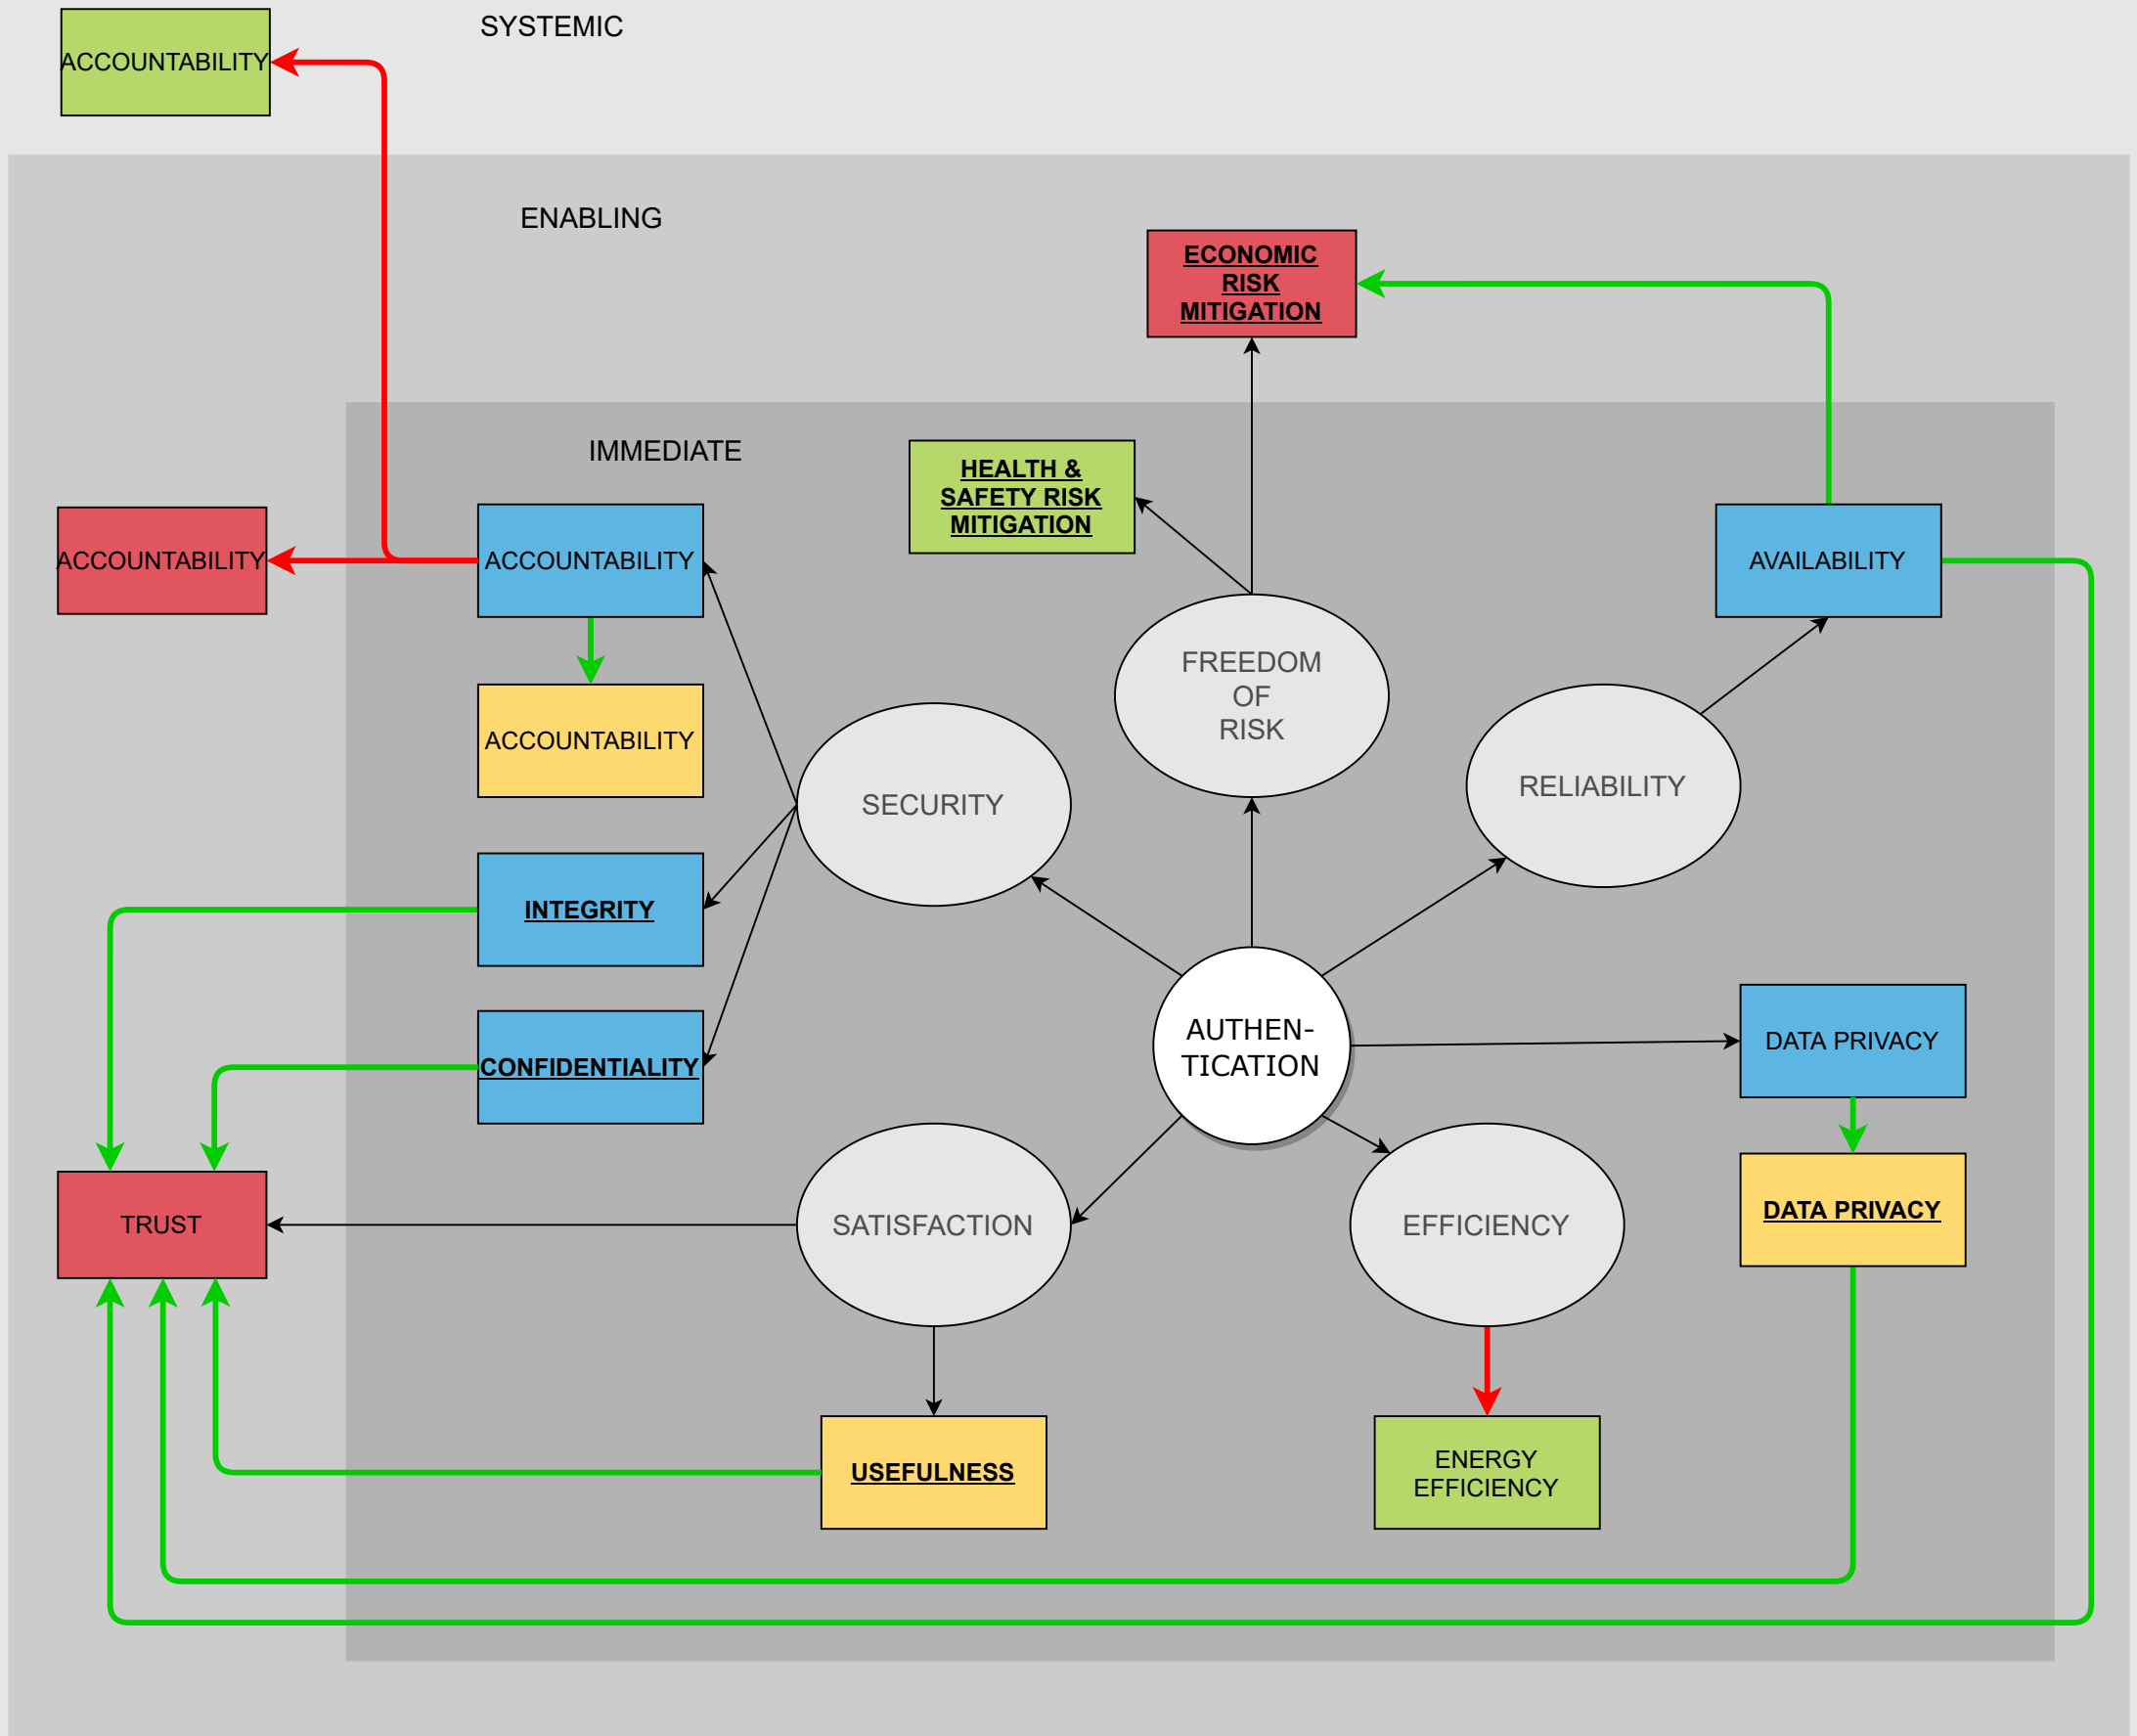 SYSTEMIC
ACCOUNTABILITY
ENABLING
ECONOMIC
RISK
MITIGATION
IMMEDIATE
HEALTH &
SAFETY RISK
MITIGATION
ACCOUNTABILITY
ACCOUNTABILITY
AVAILABILITY
FREEDOM
OF
RISK
ACCOUNTABILITY
SECURITY
RELIABILITY
INTEGRITY
AUTHEN-
TICATION
DATA PRIVACY
CONFIDENTIALITY
TRUST
SATISFACTION
EFFICIENCY
DATA PRIVACY
USEFULNESS
ENERGY
EFFICIENCY